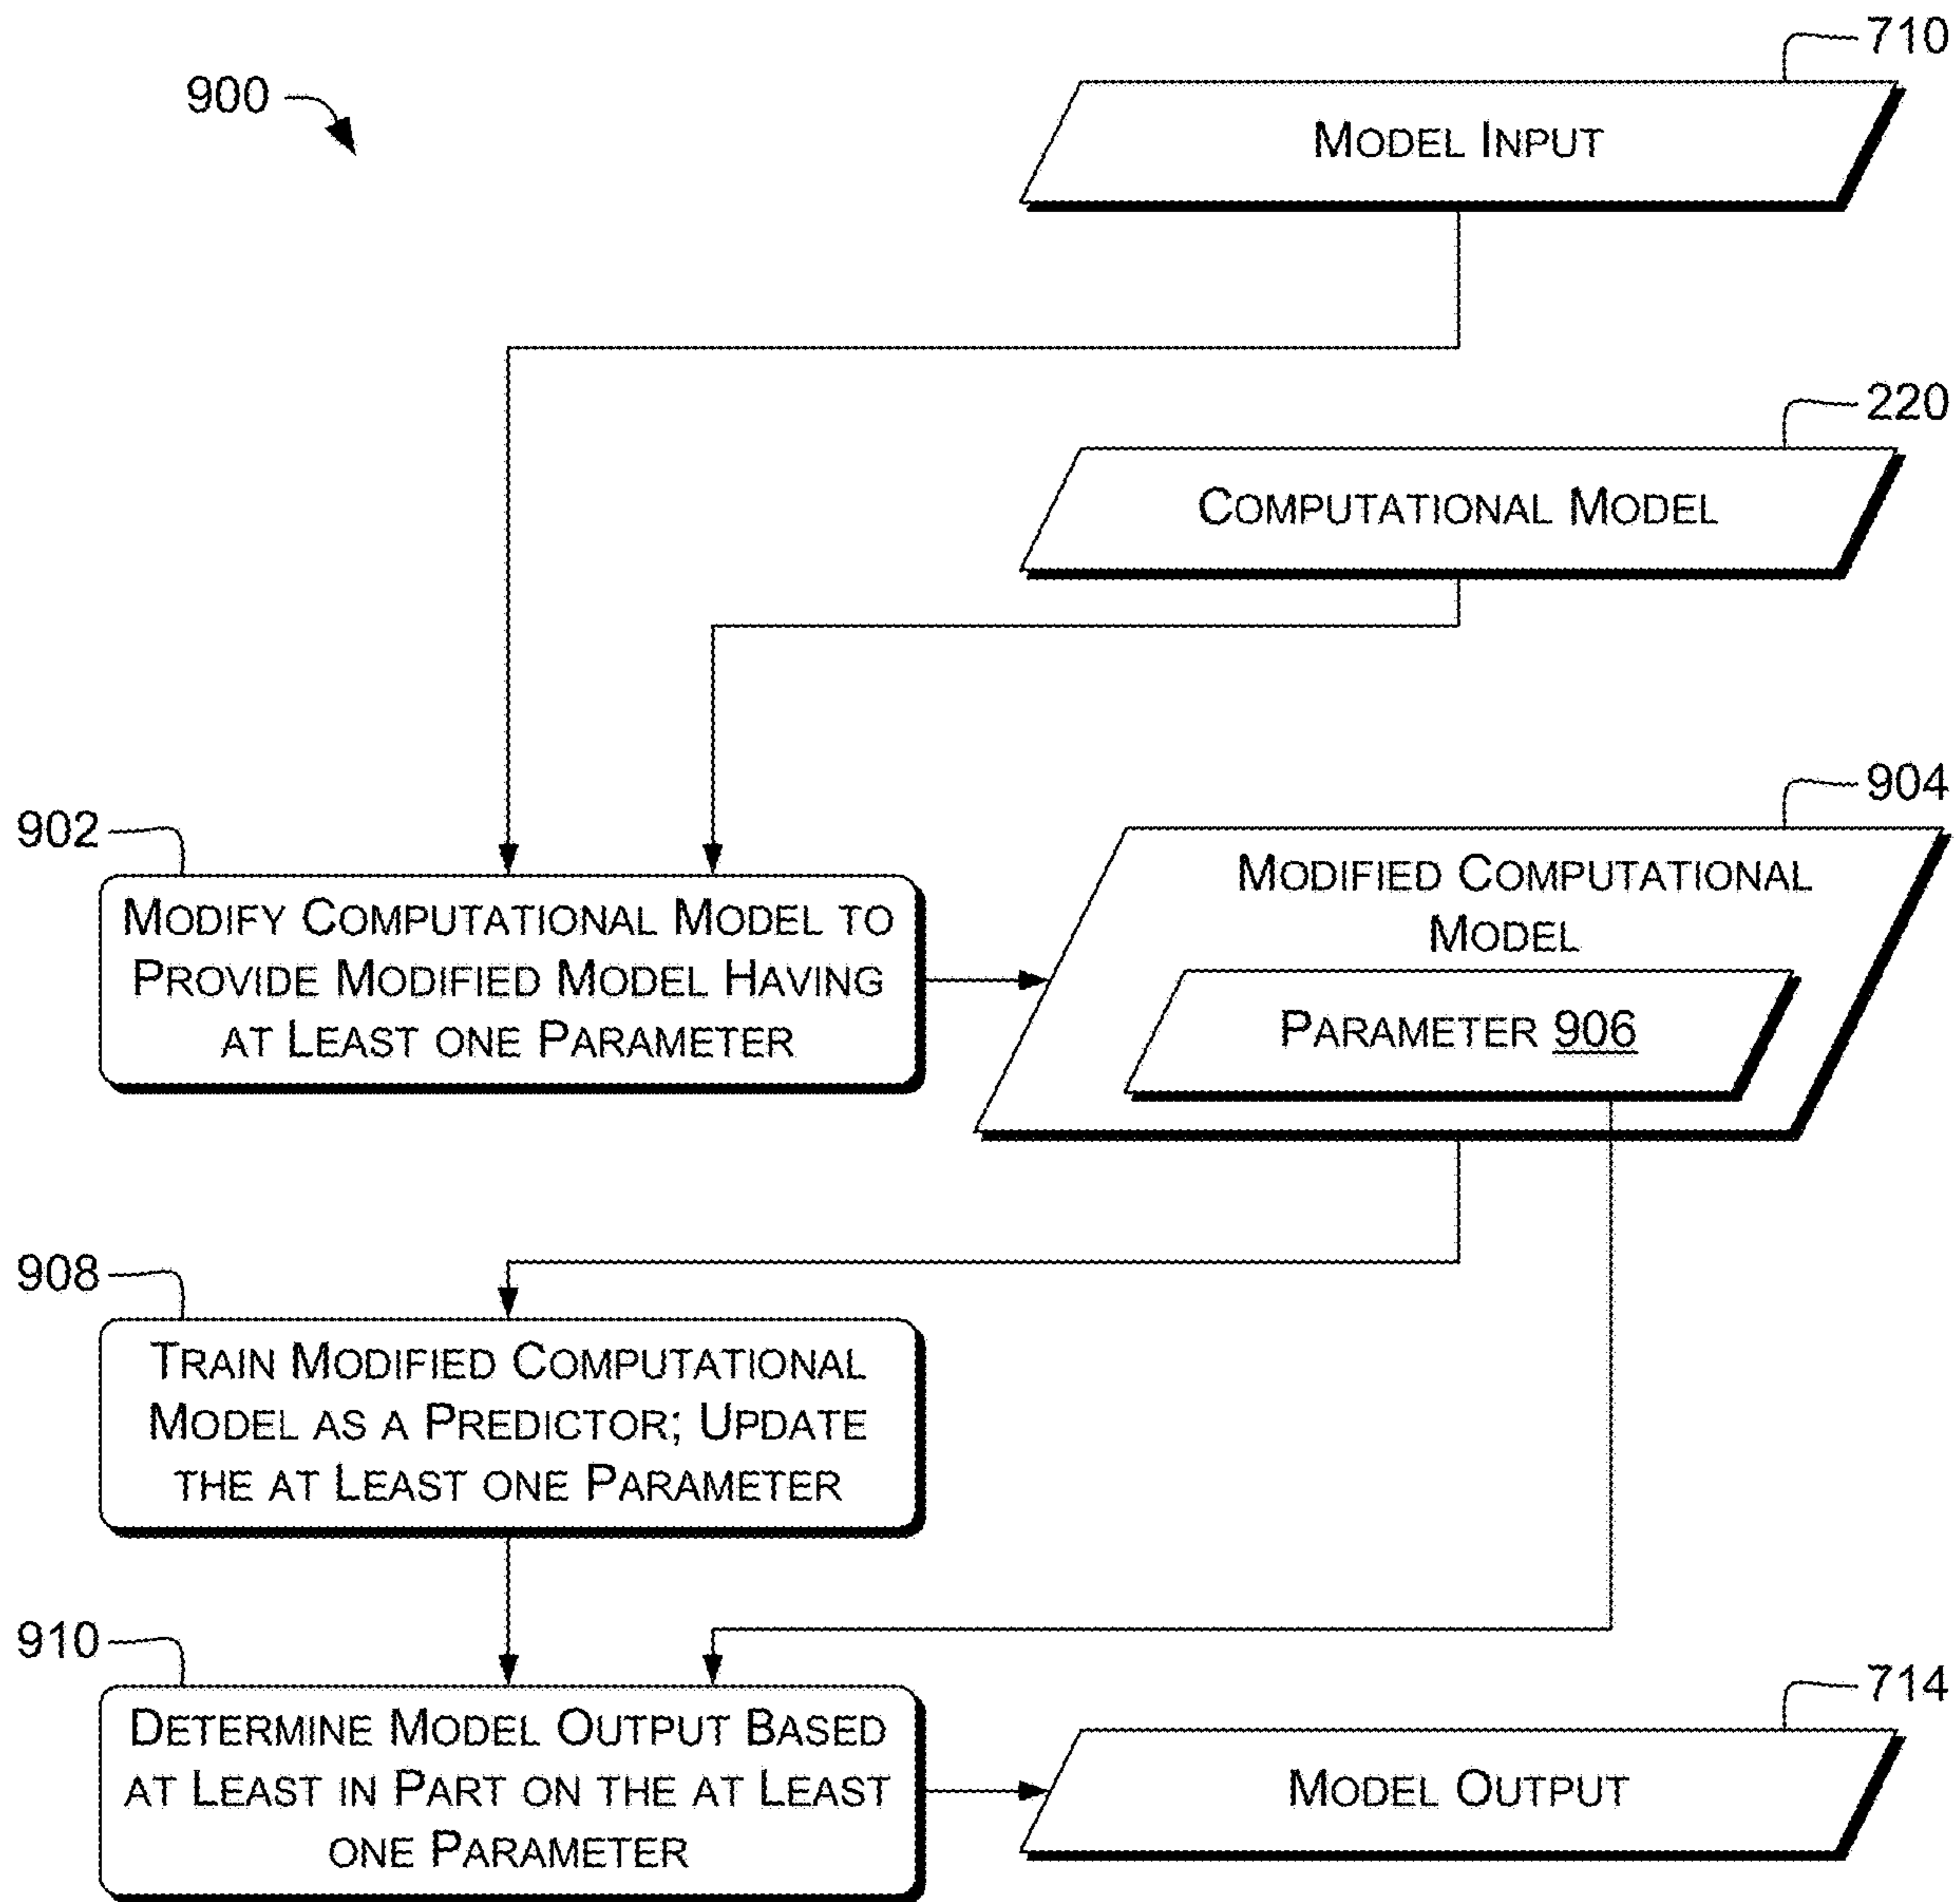 710
900
MODEL INPUT
220
COMPUTATIONAL MODEL
904
902
MODIFIED COMPUTATIONAL
MODEL
MODIFY COMPUTATIONAL MODEL TO
PROVIDE MODIFIED MODEL HAVING
AT LEAST ONE PARAMETER
PARAMETER 906
908
TRAIN MODIFIED COMPUTATIONAL
MODEL AS A PREDICTOR; UPDATE
THE AT LEAST ONE PARAMETER
910
714
DETERMINE MODEL OUTPUT BASED
AT LEAST IN PART ON THE AT LEAST
ONE PARAMETER
MODEL OUTPUT